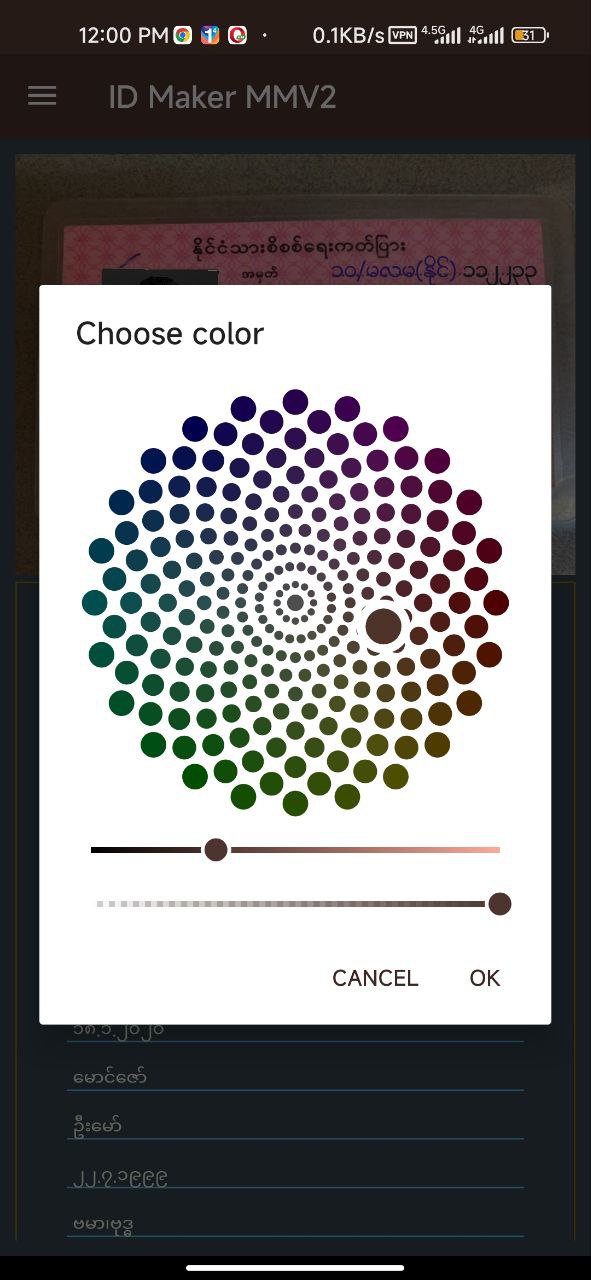 12:00 PM 0.1KB/s VPN 4.5G 4G 31
ID Maker MMV2
နိုင်ငံသားစိစစ်ရေးကတ်ပြား
အမှတ် ၁၀/မလမ(နိုင်) ၁၁၂၂၃၃
Choose color
CANCEL OK
၁၈.၁.၂၀၂၀
မောင်ဇော်
ဦးမော်
၂၂.၇.၁၉၉၉
ဗမာ၊ဗုဒ္ဓ